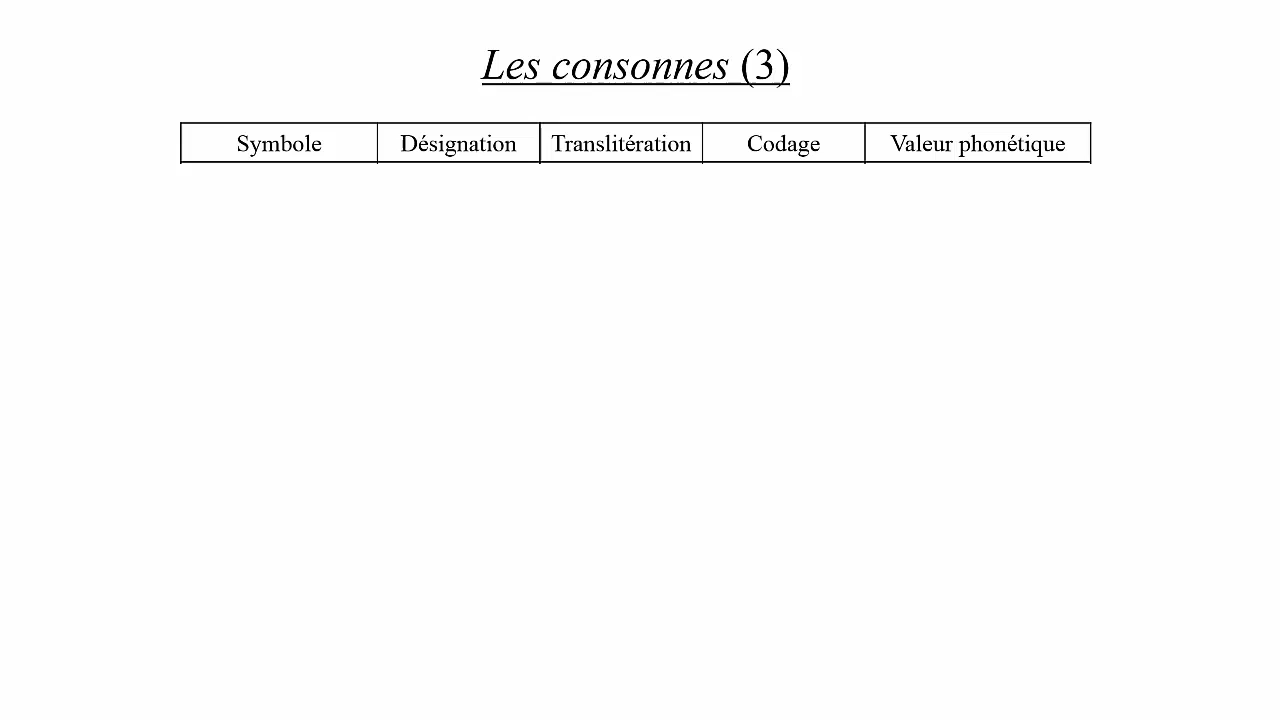 Les consonnes (3)
Symbole Désignation Translitération Codage Valeur phonétique